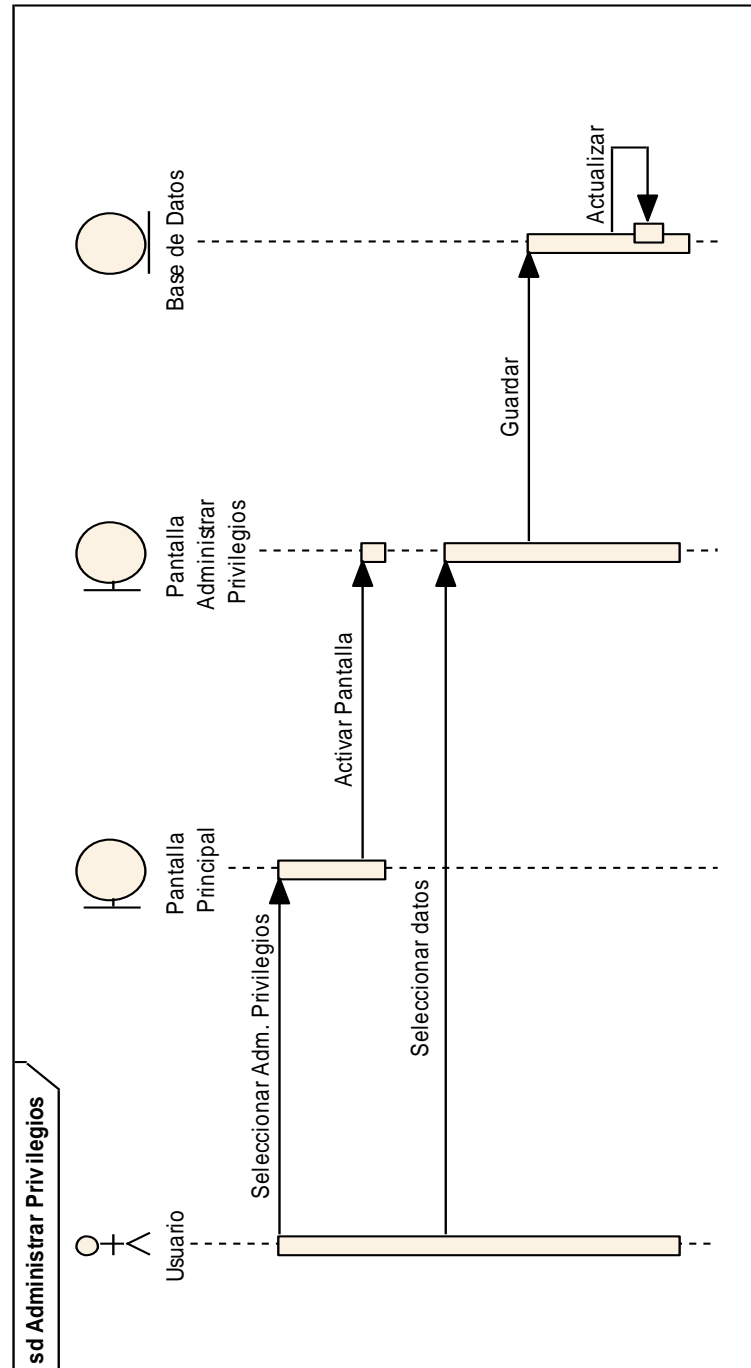 sd Administrar Privilegios
Usuario
Pantalla
Principal
Pantalla
Administrar
Privilegios
Base de Datos
Seleccionar Adm. Privilegios
Activar Pantalla
Seleccionar datos
Guardar
Actualizar